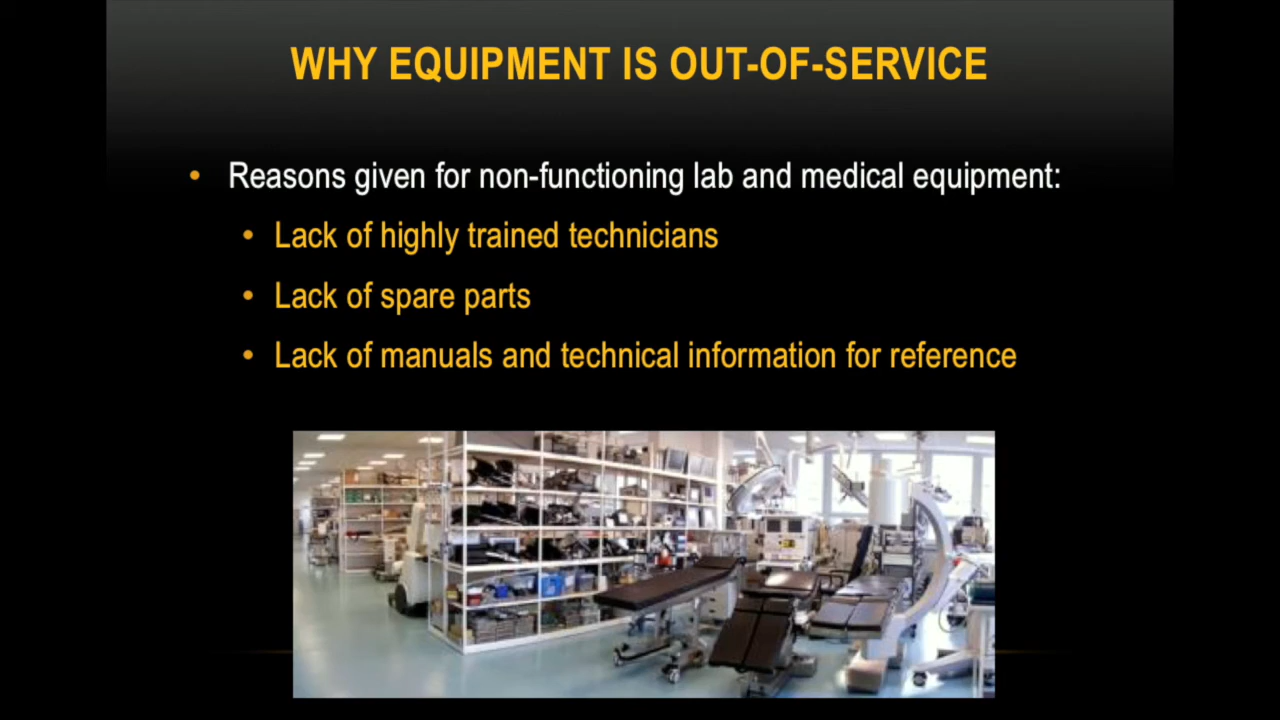 WHY EQUIPMENT IS OUT-OF-SERVICE
• Reasons given for non-functioning lab and medical equipment:
• Lack of highly trained technicians
• Lack of spare parts
• Lack of manuals and technical information for reference